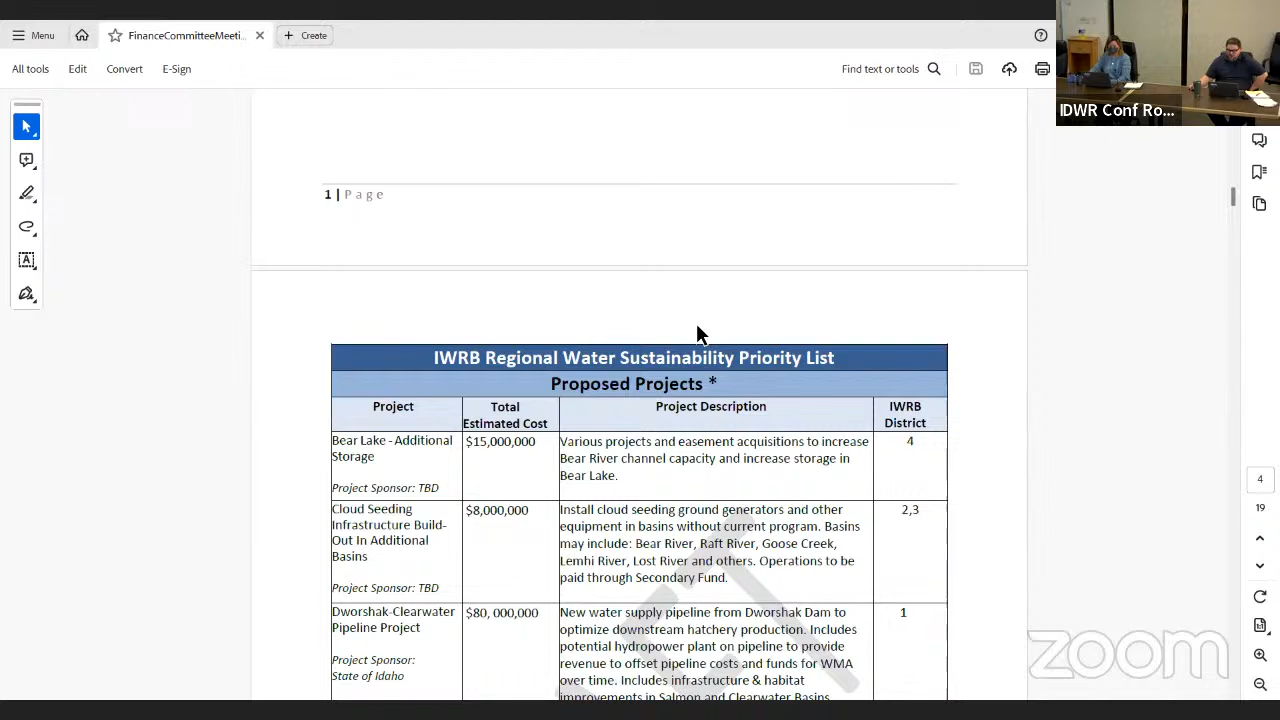 Menu
FinanceCommitteeMeeti...
Create
All tools
Edit
Convert
E-Sign
Find text or tools
IDWR Conf Ro...
1 | Page
IWRB Regional Water Sustainability Priority List
Proposed Projects *
Project
Total
Estimated Cost
Project Description
IWRB
District
Bear Lake - Additional
Storage
Project Sponsor: TBD
$15,000,000
Various projects and easement acquisitions to increase
Bear River channel capacity and increase storage in
Bear Lake.
4
Cloud Seeding
Infrastructure Build-
Out In Additional
Basins
Project Sponsor: TBD
$8,000,000
Install cloud seeding ground generators and other
equipment in basins without current program. Basins
may include: Bear River, Raft River, Goose Creek,
Lemhi River, Lost River and others. Operations to be
paid through Secondary Fund.
2,3
Dworshak-Clearwater
Pipeline Project
Project Sponsor:
State of Idaho
$80, 000,000
New water supply pipeline from Dworshak Dam to
optimize downstream hatchery production. Includes
potential hydropower plant on pipeline to provide
revenue to offset pipeline costs and funds for WMA
over time. Includes infrastructure & habitat
improvements in Salmon and Clearwater Basins
1
4
19
zoom